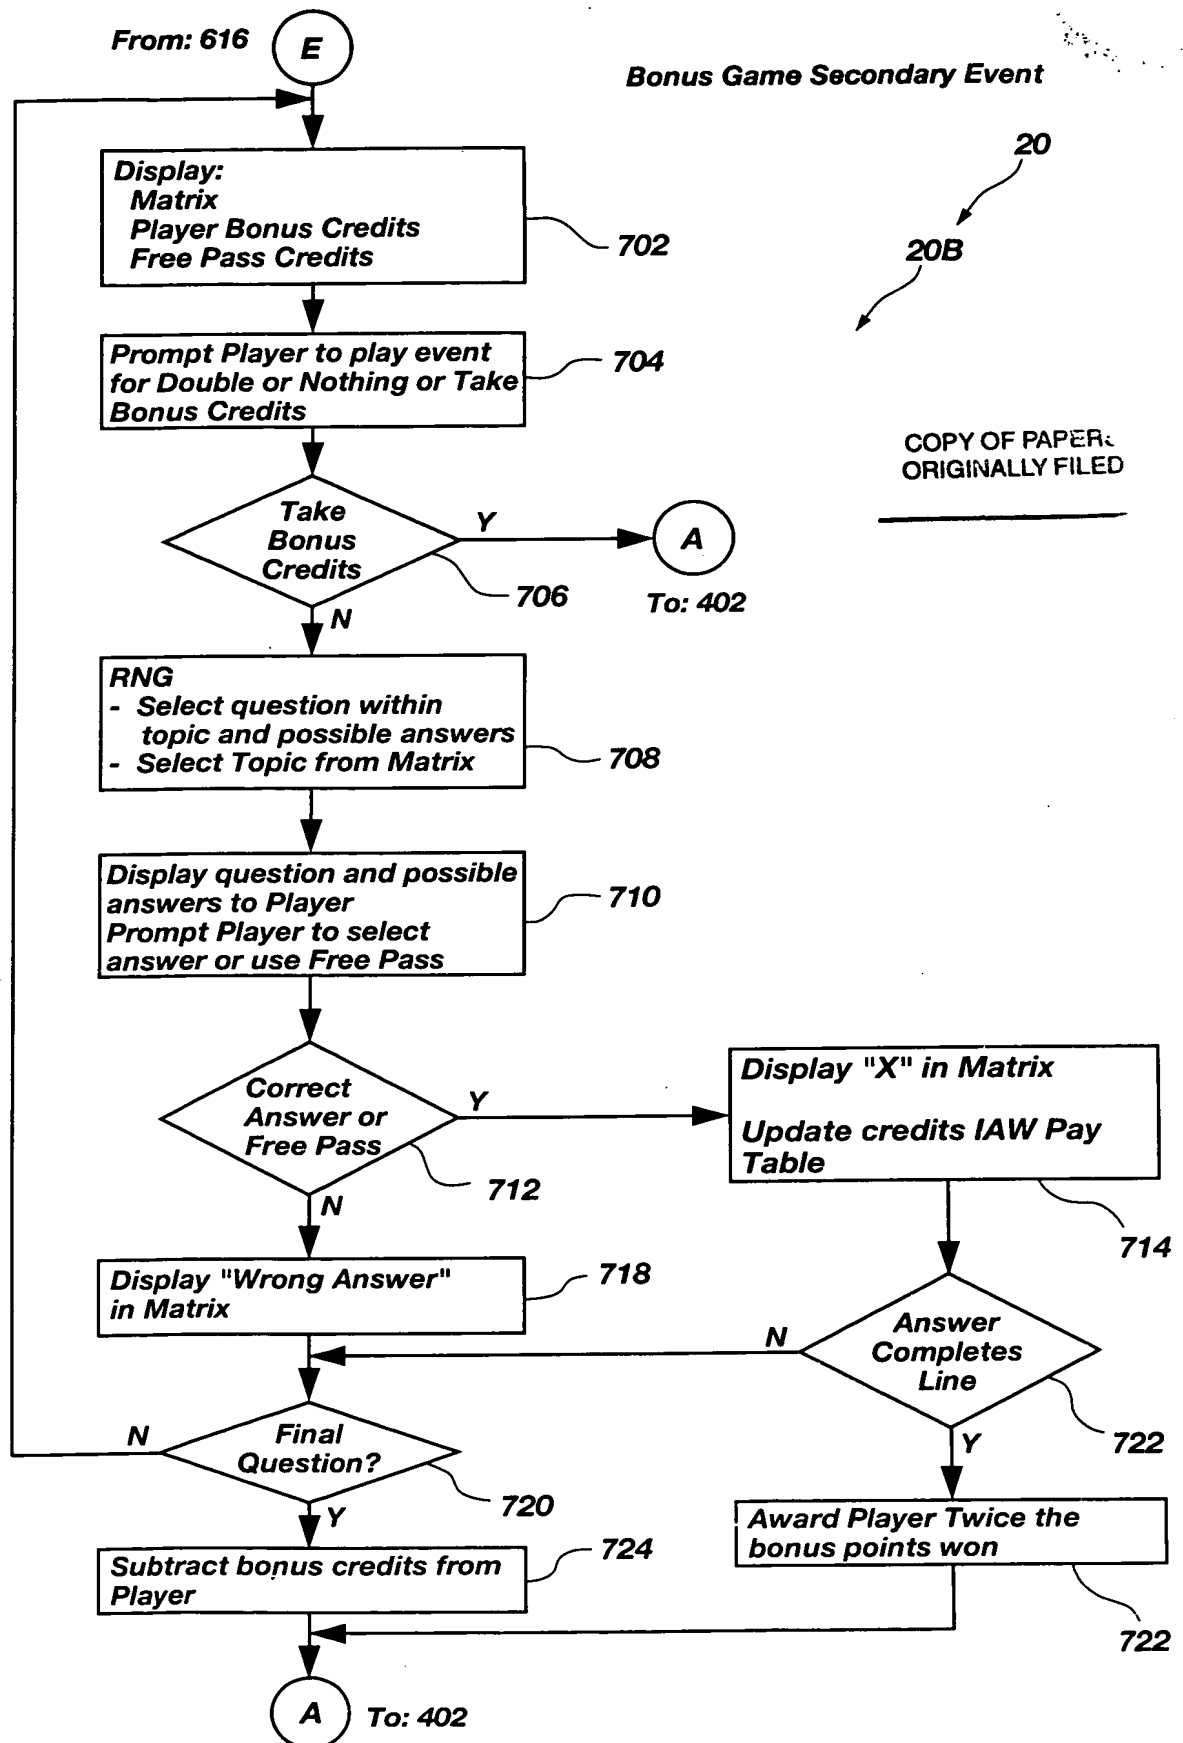 From: 616
E
Bonus Game Secondary Event
20
20B
Display:
Matrix
Player Bonus Credits
Free Pass Credits
702
Prompt Player to play event
for Double or Nothing or Take
Bonus Credits
704
COPY OF PAPERS
ORIGINALLY FILED
Take
Bonus
Credits
Y
A
To: 402
706
N
RNG
- Select question within
topic and possible answers
- Select Topic from Matrix
708
Display question and possible
answers to Player
Prompt Player to select
answer or use Free Pass
710
Correct
Answer or
Free Pass
Y
712
N
Display "X" in Matrix
Update credits IAW Pay
Table
714
Display "Wrong Answer"
in Matrix
718
Answer
Completes
Line
N
722
Y
Final
Question?
N
720
Y
Award Player Twice the
bonus points won
722
Subtract bonus credits from
Player
724
A
To: 402